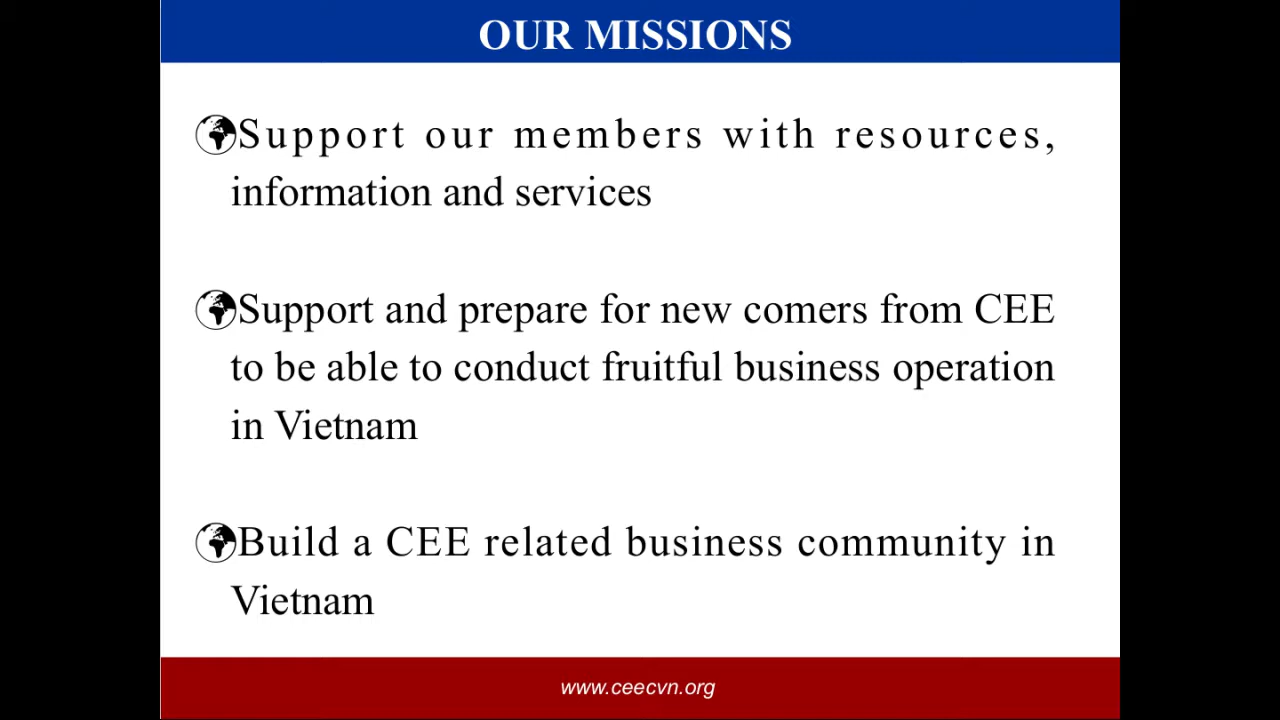 OUR MISSIONS
Support our members with resources,
information and services
Support and prepare for new comers from CEE
to be able to conduct fruitful business operation
in Vietnam
Build a CEE related business community in
Vietnam
www.ceecvn.org